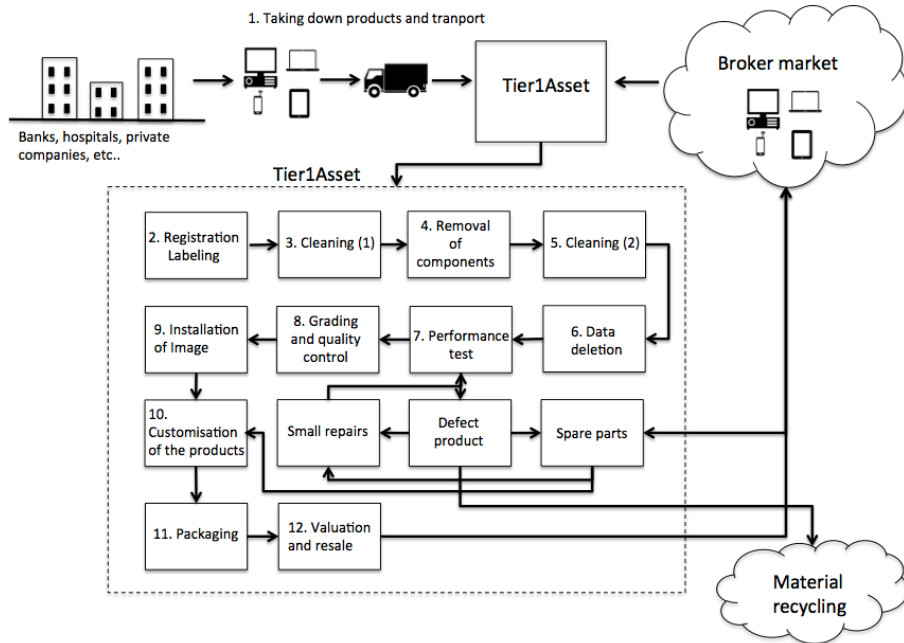 1. Taking down products and tranport
Tier1Asset
Broker market
Banks, hospitals, private
companies, etc..
Tier1Asset
2. Registration
Labeling
3. Cleaning (1)
4. Removal
of
components
5. Cleaning (2)
9. Installation
of Image
8. Grading
and quality
control
7. Performance
test
6. Data
deletion
10.
Customisation
of the products
Small repairs
Defect
product
Spare parts
11. Packaging
12. Valuation
and resale
Material
recycling